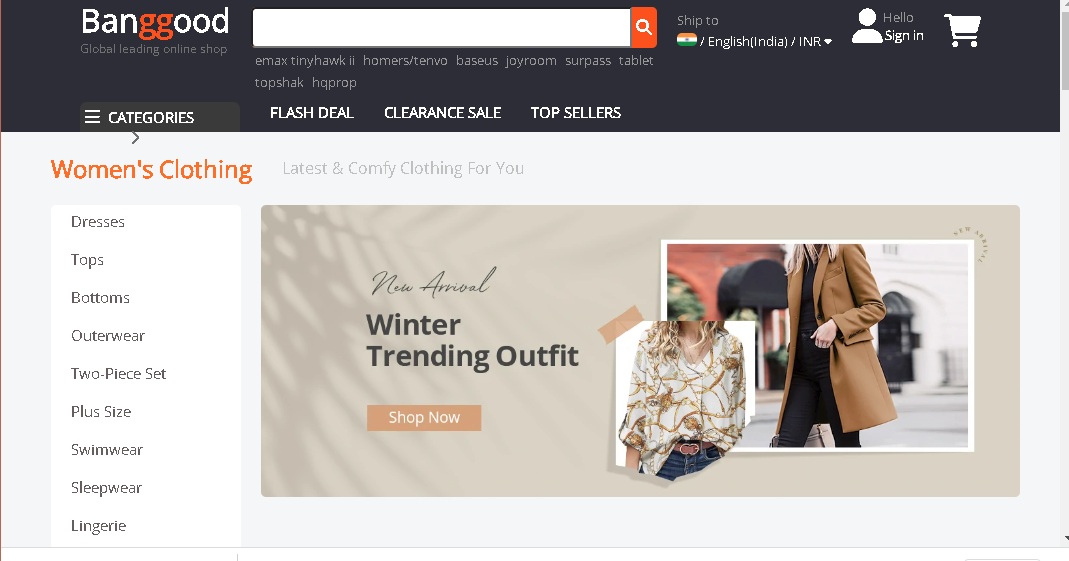 Banggood
Global leading online shop
emax tinyhawk ii homers/tenvo baseus joyroom surpass tablet
topshak hqprop
Ship to
/ English(India) / INR
Hello
Sign in
CATEGORIES
FLASH DEAL CLEARANCE SALE TOP SELLERS
Women's Clothing Latest & Comfy Clothing For You
Dresses
Tops
Bottoms
Outerwear
Two-Piece Set
Plus Size
Swimwear
Sleepwear
Lingerie
New Arrival
Winter
Trending Outfit
Shop Now
NEW ARRIVAL